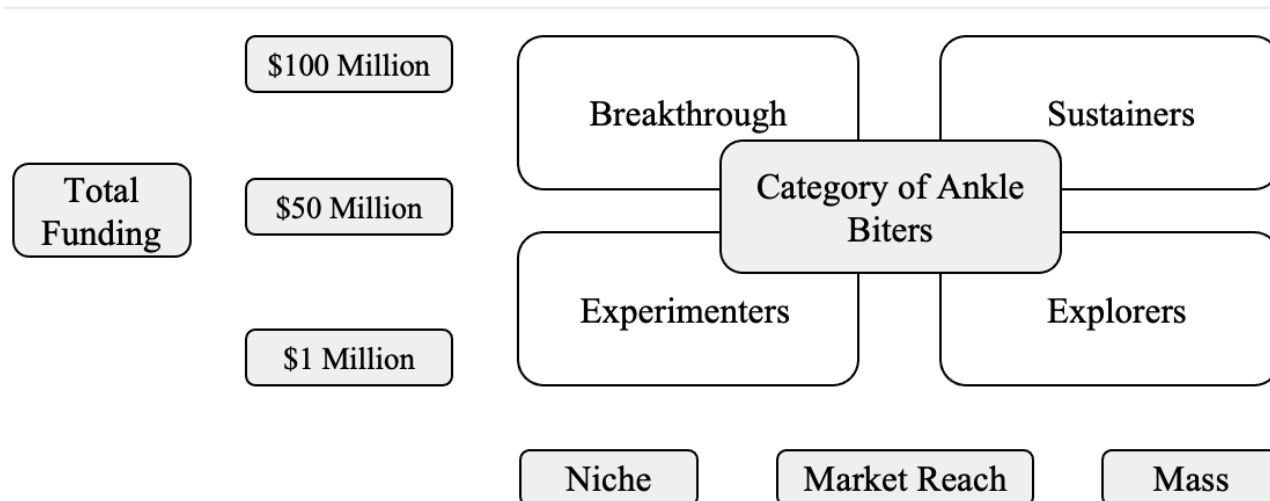 $100 Million
Breakthrough
Sustainers
Total
Funding
$50 Million
Category of Ankle
Biters
Experimenters
Explorers
$1 Million
Niche
Market Reach
Mass